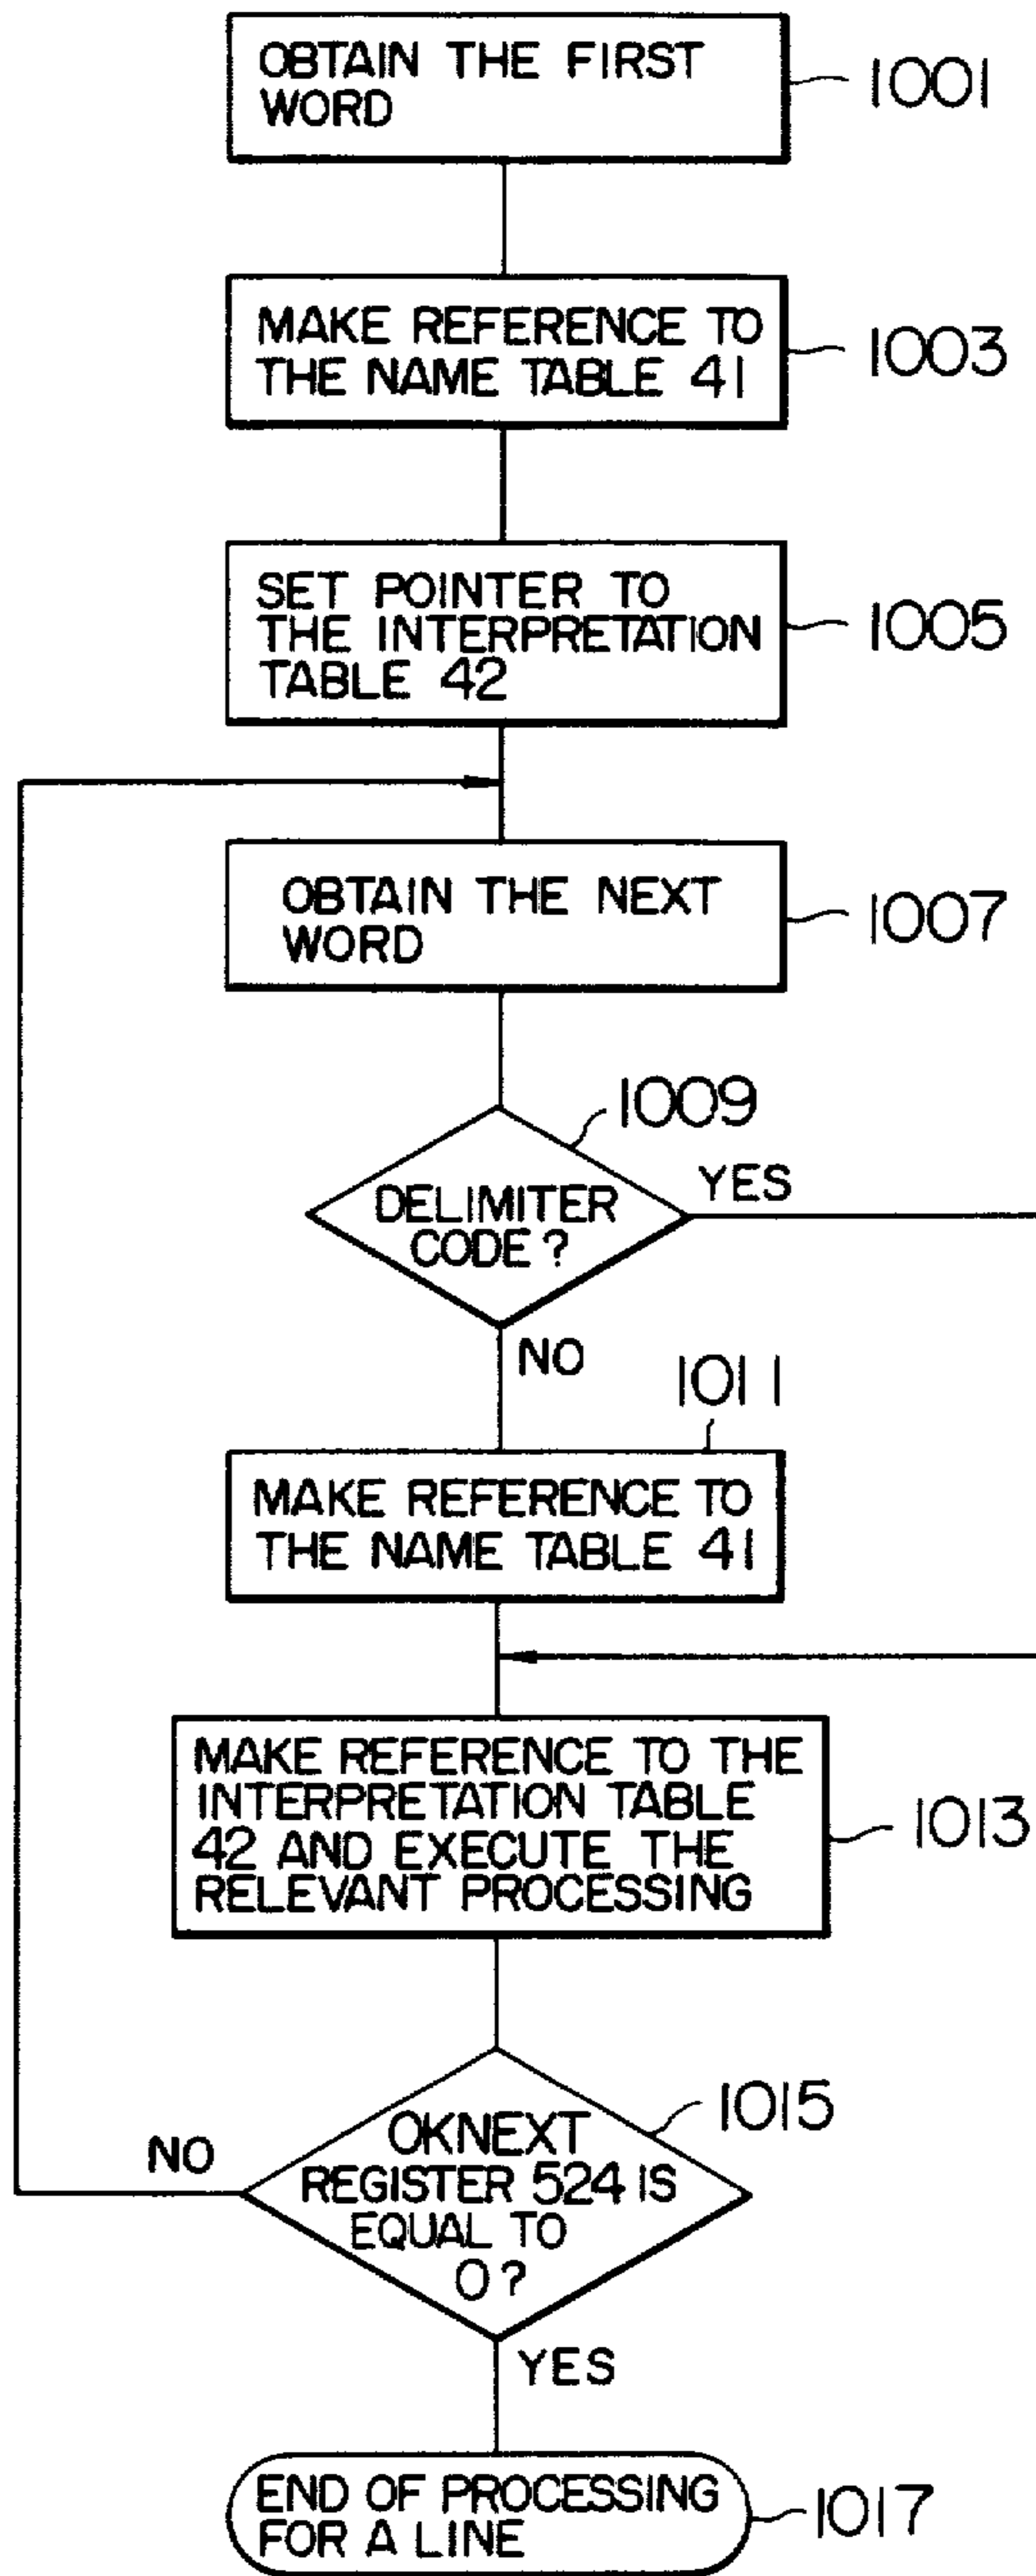 OBTAIN THE FIRST
WORD
1001
MAKE REFERENCE TO
THE NAME TABLE 41
1003
SET POINTER TO
THE INTERPRETATION
TABLE 42
1005
OBTAIN THE NEXT
WORD
1007
1009
DELIMITER
CODE?
YES
NO
1011
MAKE REFERENCE TO
THE NAME TABLE 41
MAKE REFERENCE TO THE
INTERPRETATION TABLE
42 AND EXECUTE THE
RELEVANT PROCESSING
1013
1015
OKNEXT
REGISTER 524 IS
EQUAL TO
0?
NO
YES
END OF PROCESSING
FOR A LINE
1017